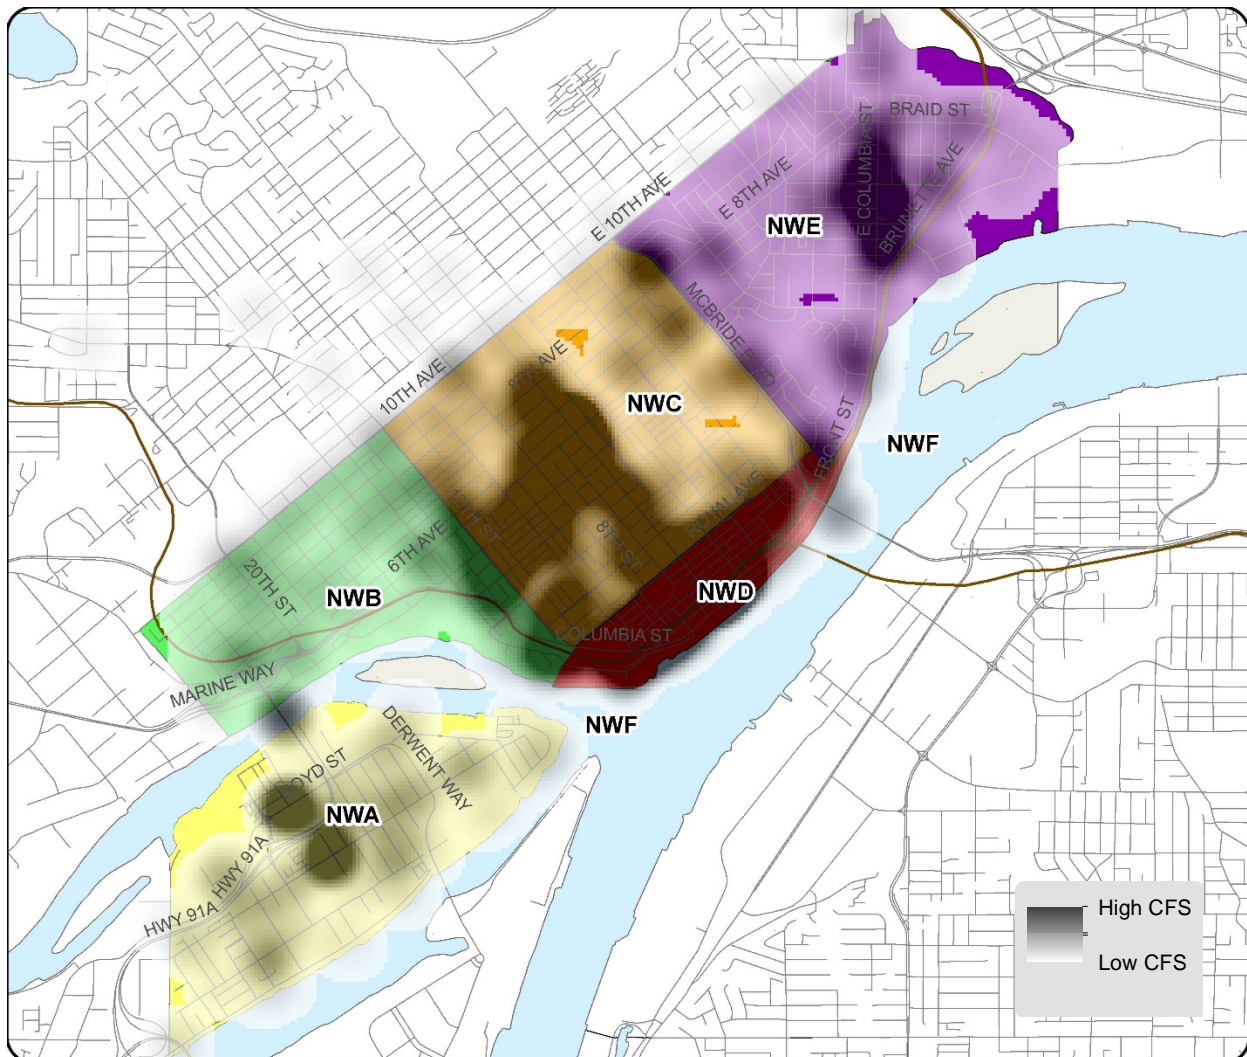 BRAID ST
E COLUMBIA ST
BRUNETTE AVE
E 8TH AVE
E 10TH AVE
NWE
MCBRIDE BLVD
10TH AVE
8TH AVE
NWC
FRONT ST
NWF
ROYAL AVE
8TH ST
6TH AVE
20TH ST
NWB
NWD
COLUMBIA ST
MARINE WAY
NWF
DERWENT WAY
NWA
HWY 91A
HWY 91A
High CFS
Low CFS